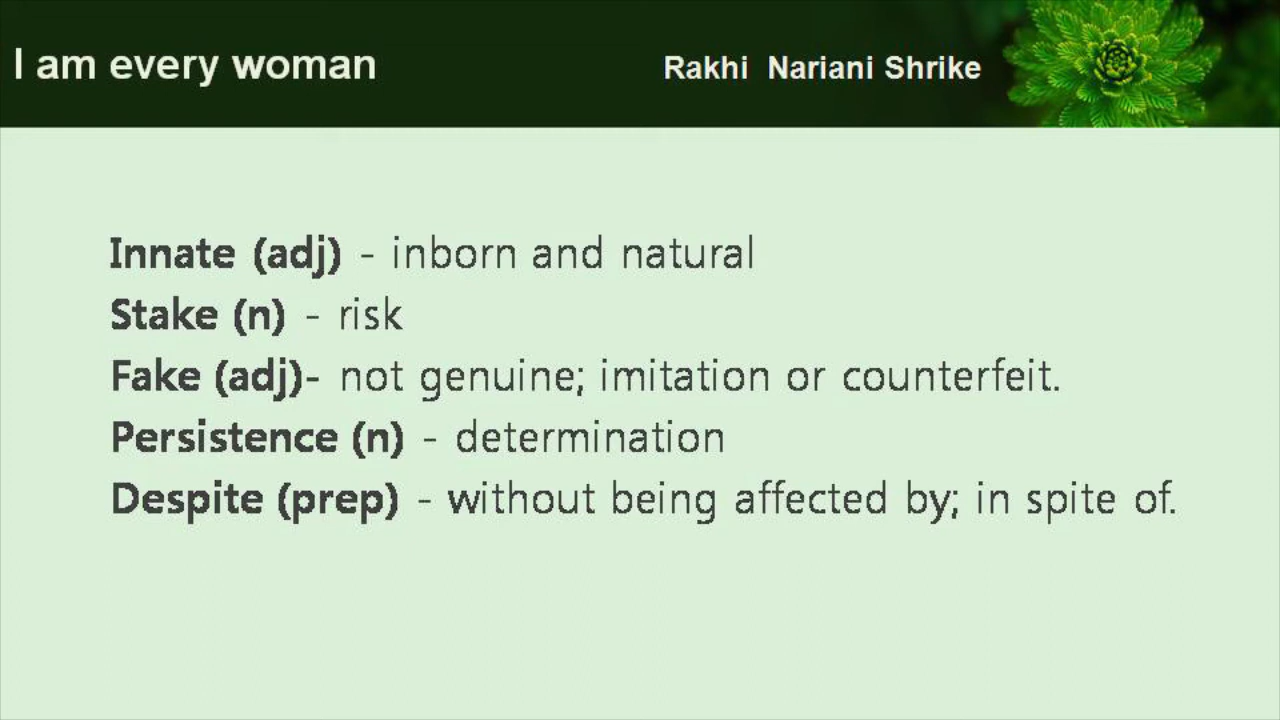 I am every woman
Rakhi Nariani Shrike
Innate (adj) - inborn and natural
Stake (n) - risk
Fake (adj)- not genuine; imitation or counterfeit.
Persistence (n) - determination
Despite (prep) - without being affected by; in spite of.